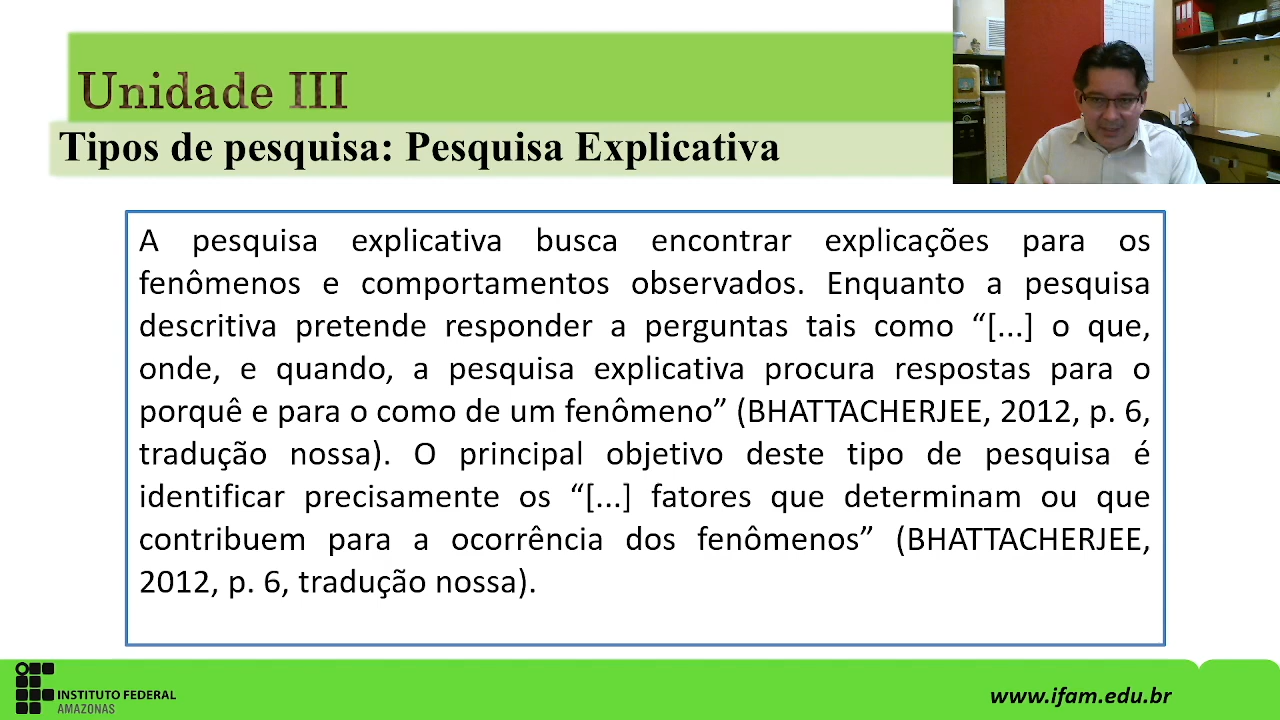 Unidade III
Tipos de pesquisa: Pesquisa Explicativa
A pesquisa explicativa busca encontrar explicações para os
fenômenos e comportamentos observados. Enquanto a pesquisa
descritiva pretende responder a perguntas tais como “[...] o que,
onde, e quando, a pesquisa explicativa procura respostas para o
porquê e para o como de um fenômeno” (BHATTACHERJEE, 2012, p. 6,
tradução nossa). O principal objetivo deste tipo de pesquisa é
identificar precisamente os “[...] fatores que determinam ou que
contribuem para a ocorrência dos fenômenos” (BHATTACHERJEE,
2012, p. 6, tradução nossa).
INSTITUTO FEDERAL
AMAZONAS
www.ifam.edu.br